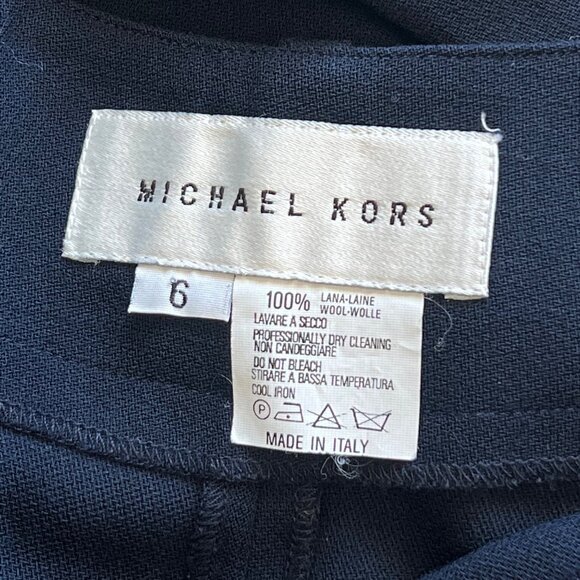 MICHAEL KORS
6
100% LANA-LAINE
WOOL-WOLLE
LAVARE A SECCO
PROFESSIONALLY DRY CLEANING
NON CANDEGGIARE
DO NOT BLEACH
STIRARE A BASSA TEMPERATURA
COOL IRON
P
MADE IN ITALY